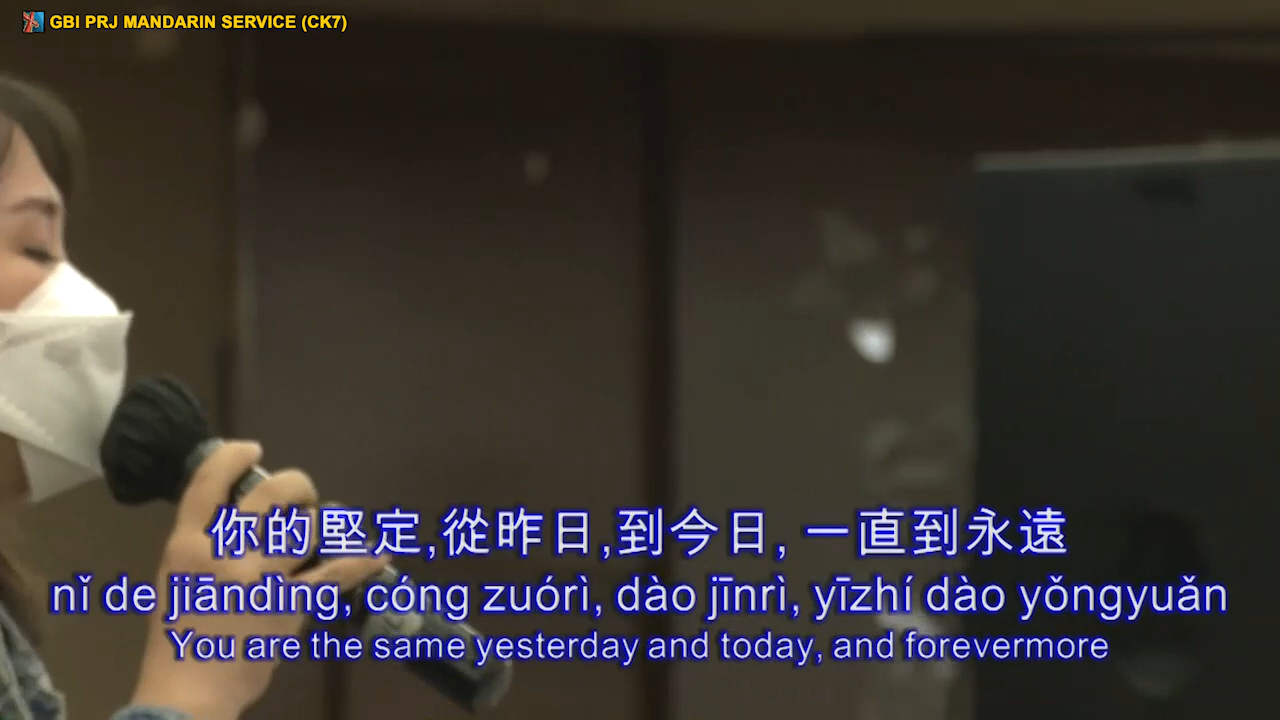 GBI PRJ MANDARIN SERVICE (CK7)
你的堅定,從昨日,到今日, 一直到永遠
nǐ de jiāndìng, cóng zuórì, dào jīnrì, yīzhí dào yǒngyuǎn
You are the same yesterday and today, and forevermore